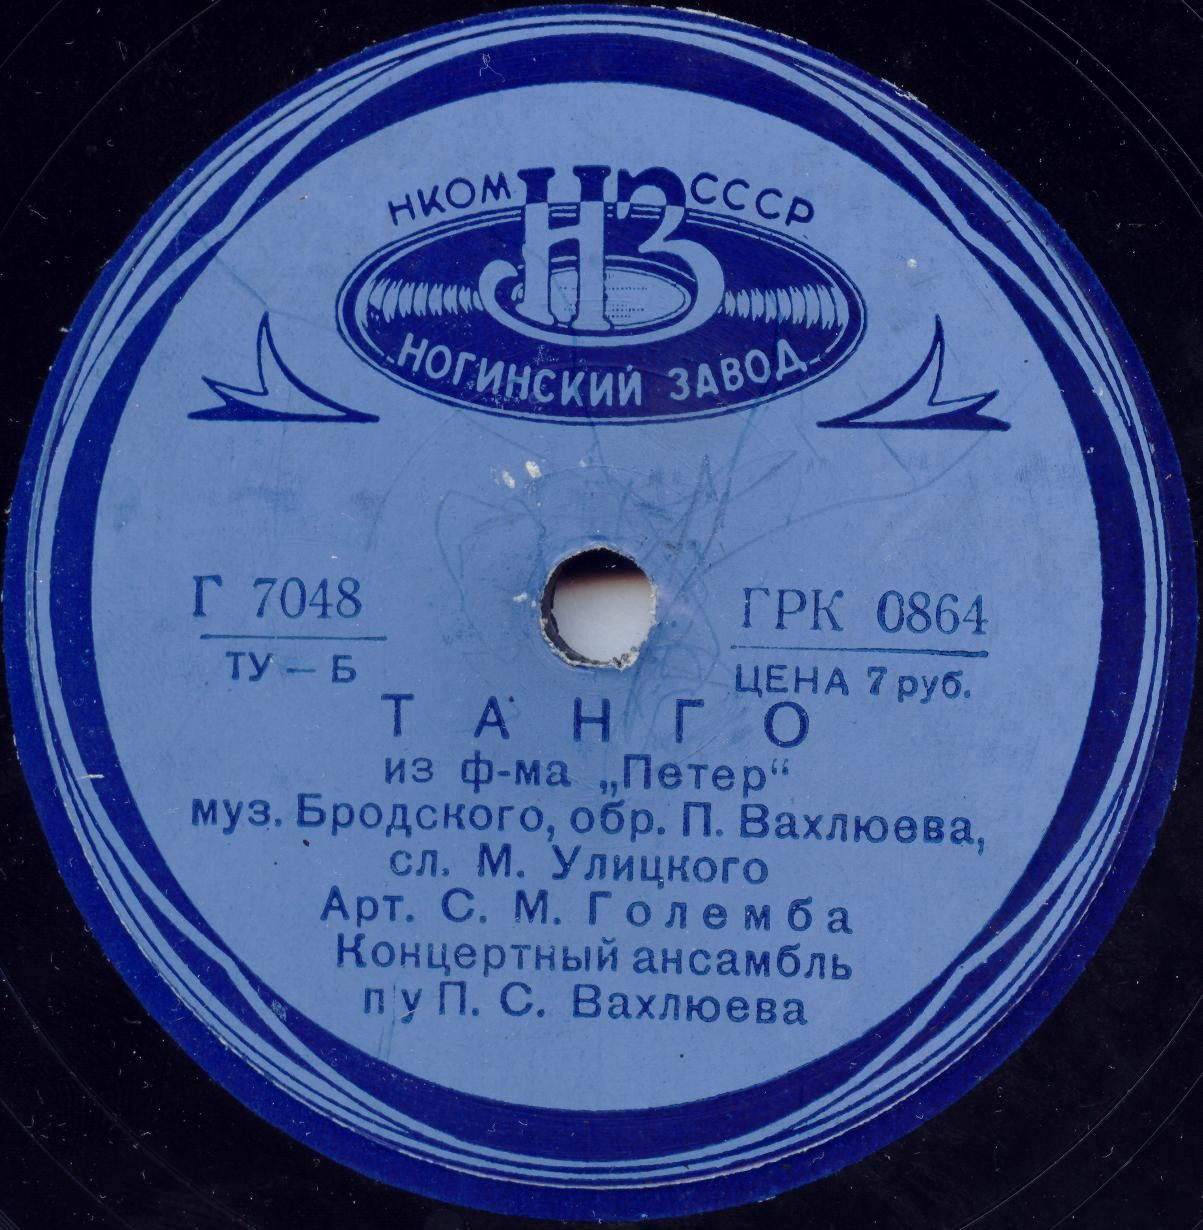 НКОМ НЗ СССР
НОГИНСКИЙ ЗАВОД
Г 7048
ТУ — Б
ГРК 0864
ЦЕНА 7 руб.
ТАНГО
из ф-ма „Петер“
муз. Бродского, обр. П. Вахлюева,
сл. М. Улицкого
Арт. С. М. Големба
Концертный ансамбль
п у П. С. Вахлюева